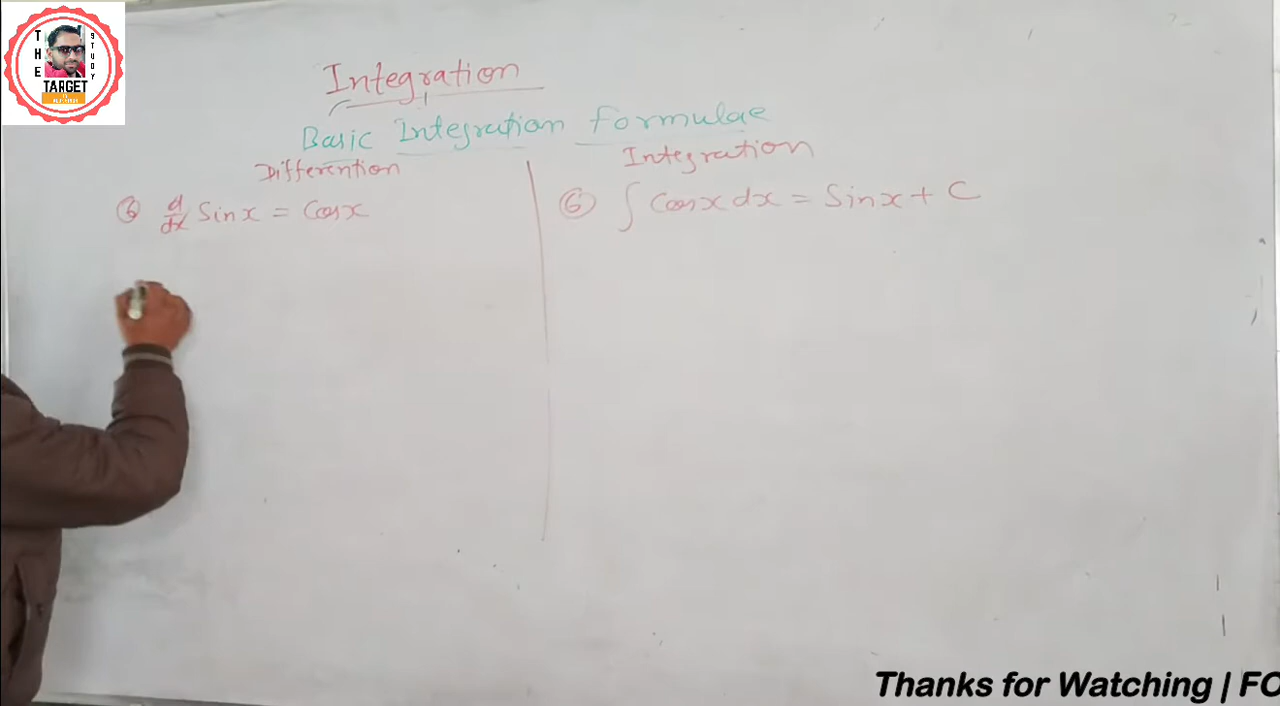 THE
STUDY
TARGET
Integration
Basic Integration formulae
Differention
Integration
⑥ d/dx Sinx = Cosx
⑥ ∫ Cosx dx = Sinx + C
Thanks for Watching | FO